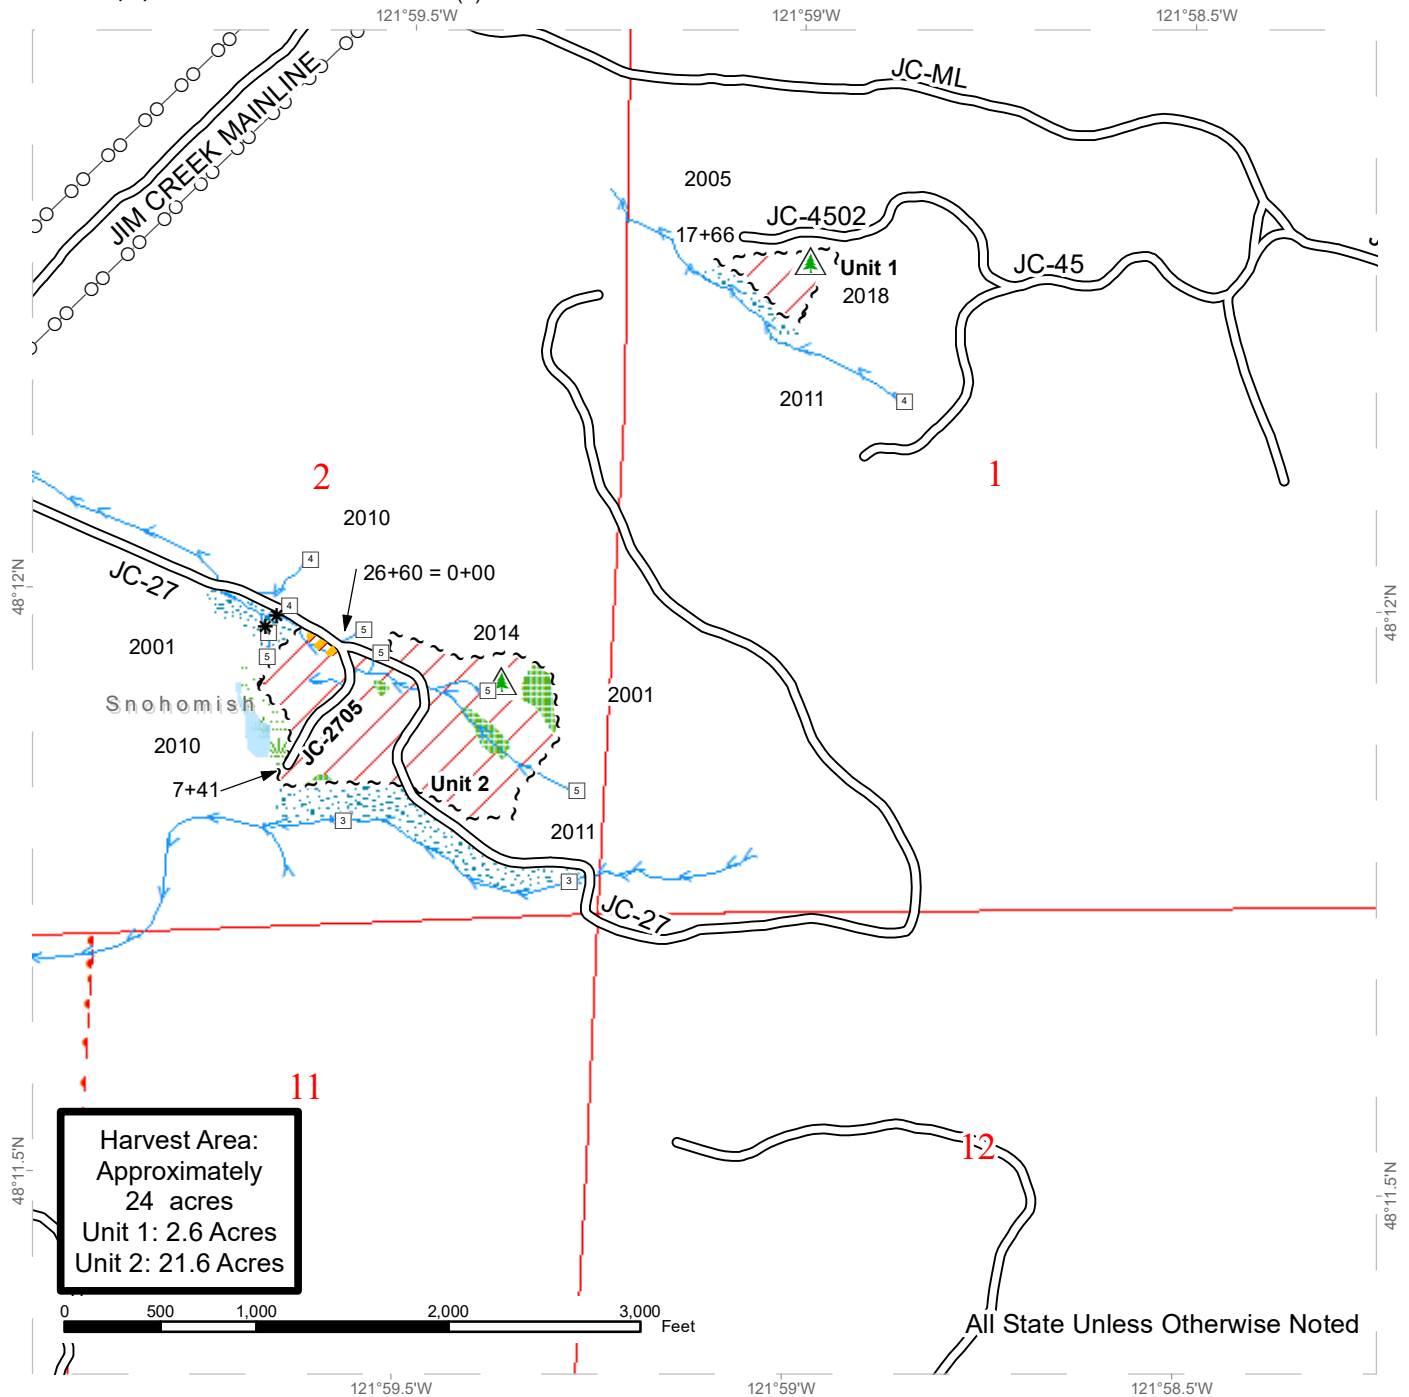 121°59.5'W
121°59'W
121°58.5'W
JC-ML
JIM CREEK MAINLINE
2005
JC-4502
17+66
Unit 1
JC-45
2018
2011
4
2
1
2010
4
26+60 = 0+00
48°12'N
48°12'N
JC-27
4
5
2014
2001
5
5
5
2001
Snohomish
JC-2705
2010
Unit 2
7+41
5
3
2011
3
JC-27
11
12
Harvest Area:
Approximately
24 acres
Unit 1: 2.6 Acres
Unit 2: 21.6 Acres
48°11.5'N
48°11.5'N
0 500 1,000 2,000 3,000
Feet
All State Unless Otherwise Noted
121°59.5'W
121°59'W
121°58.5'W